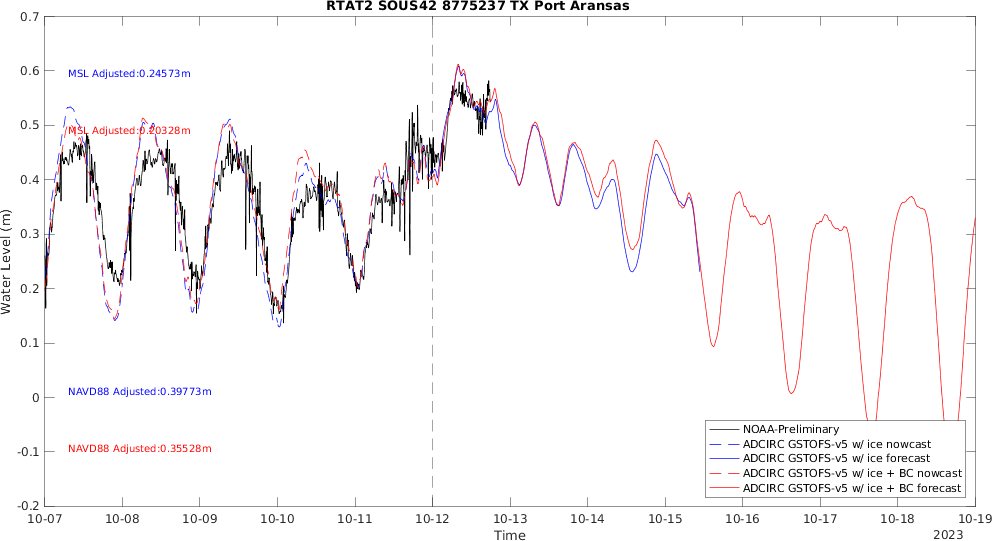 RTAT2 SOUS42 8775237 TX Port Aransas
0.7
0.6
0.5
0.4
0.3
0.2
0.1
0
-0.1
-0.2
Water Level (m)
MSL Adjusted:0.24573m
MSL Adjusted:0.20328m
NAVD88 Adjusted:0.39773m
NAVD88 Adjusted:0.35528m
NOAA-Preliminary
ADCIRC GSTOFS-v5 w/ ice nowcast
ADCIRC GSTOFS-v5 w/ ice forecast
ADCIRC GSTOFS-v5 w/ ice + BC nowcast
ADCIRC GSTOFS-v5 w/ ice + BC forecast
10-07 10-08 10-09 10-10 10-11 10-12 10-13 10-14 10-15 10-16 10-17 10-18 10-19
Time
2023